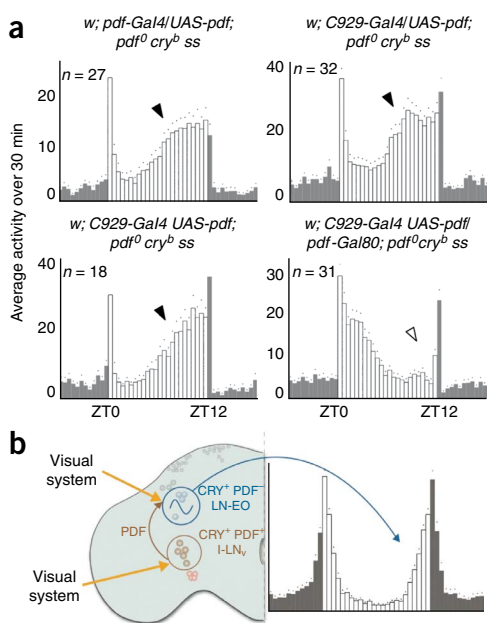 a
w; pdf-Gal4/UAS-pdf;
pdf⁰ cryᵇ ss
w; C929-Gal4/UAS-pdf;
pdf⁰ cryᵇ ss
n = 27
20
10
0
n = 32
40
20
0
w; C929-Gal4 UAS-pdf;
pdf⁰ cryᵇ ss
w; C929-Gal4 UAS-pdf/
pdf-Gal80; pdf⁰cryᵇ ss
n = 18
40
20
0
n = 31
30
20
10
0
Average activity over 30 min
ZT0
ZT12
ZT0
ZT12
b
Visual
system
CRY⁺ PDF⁻
LN-EO
PDF
CRY⁺ PDF⁺
l-LNᵥ
Visual
system